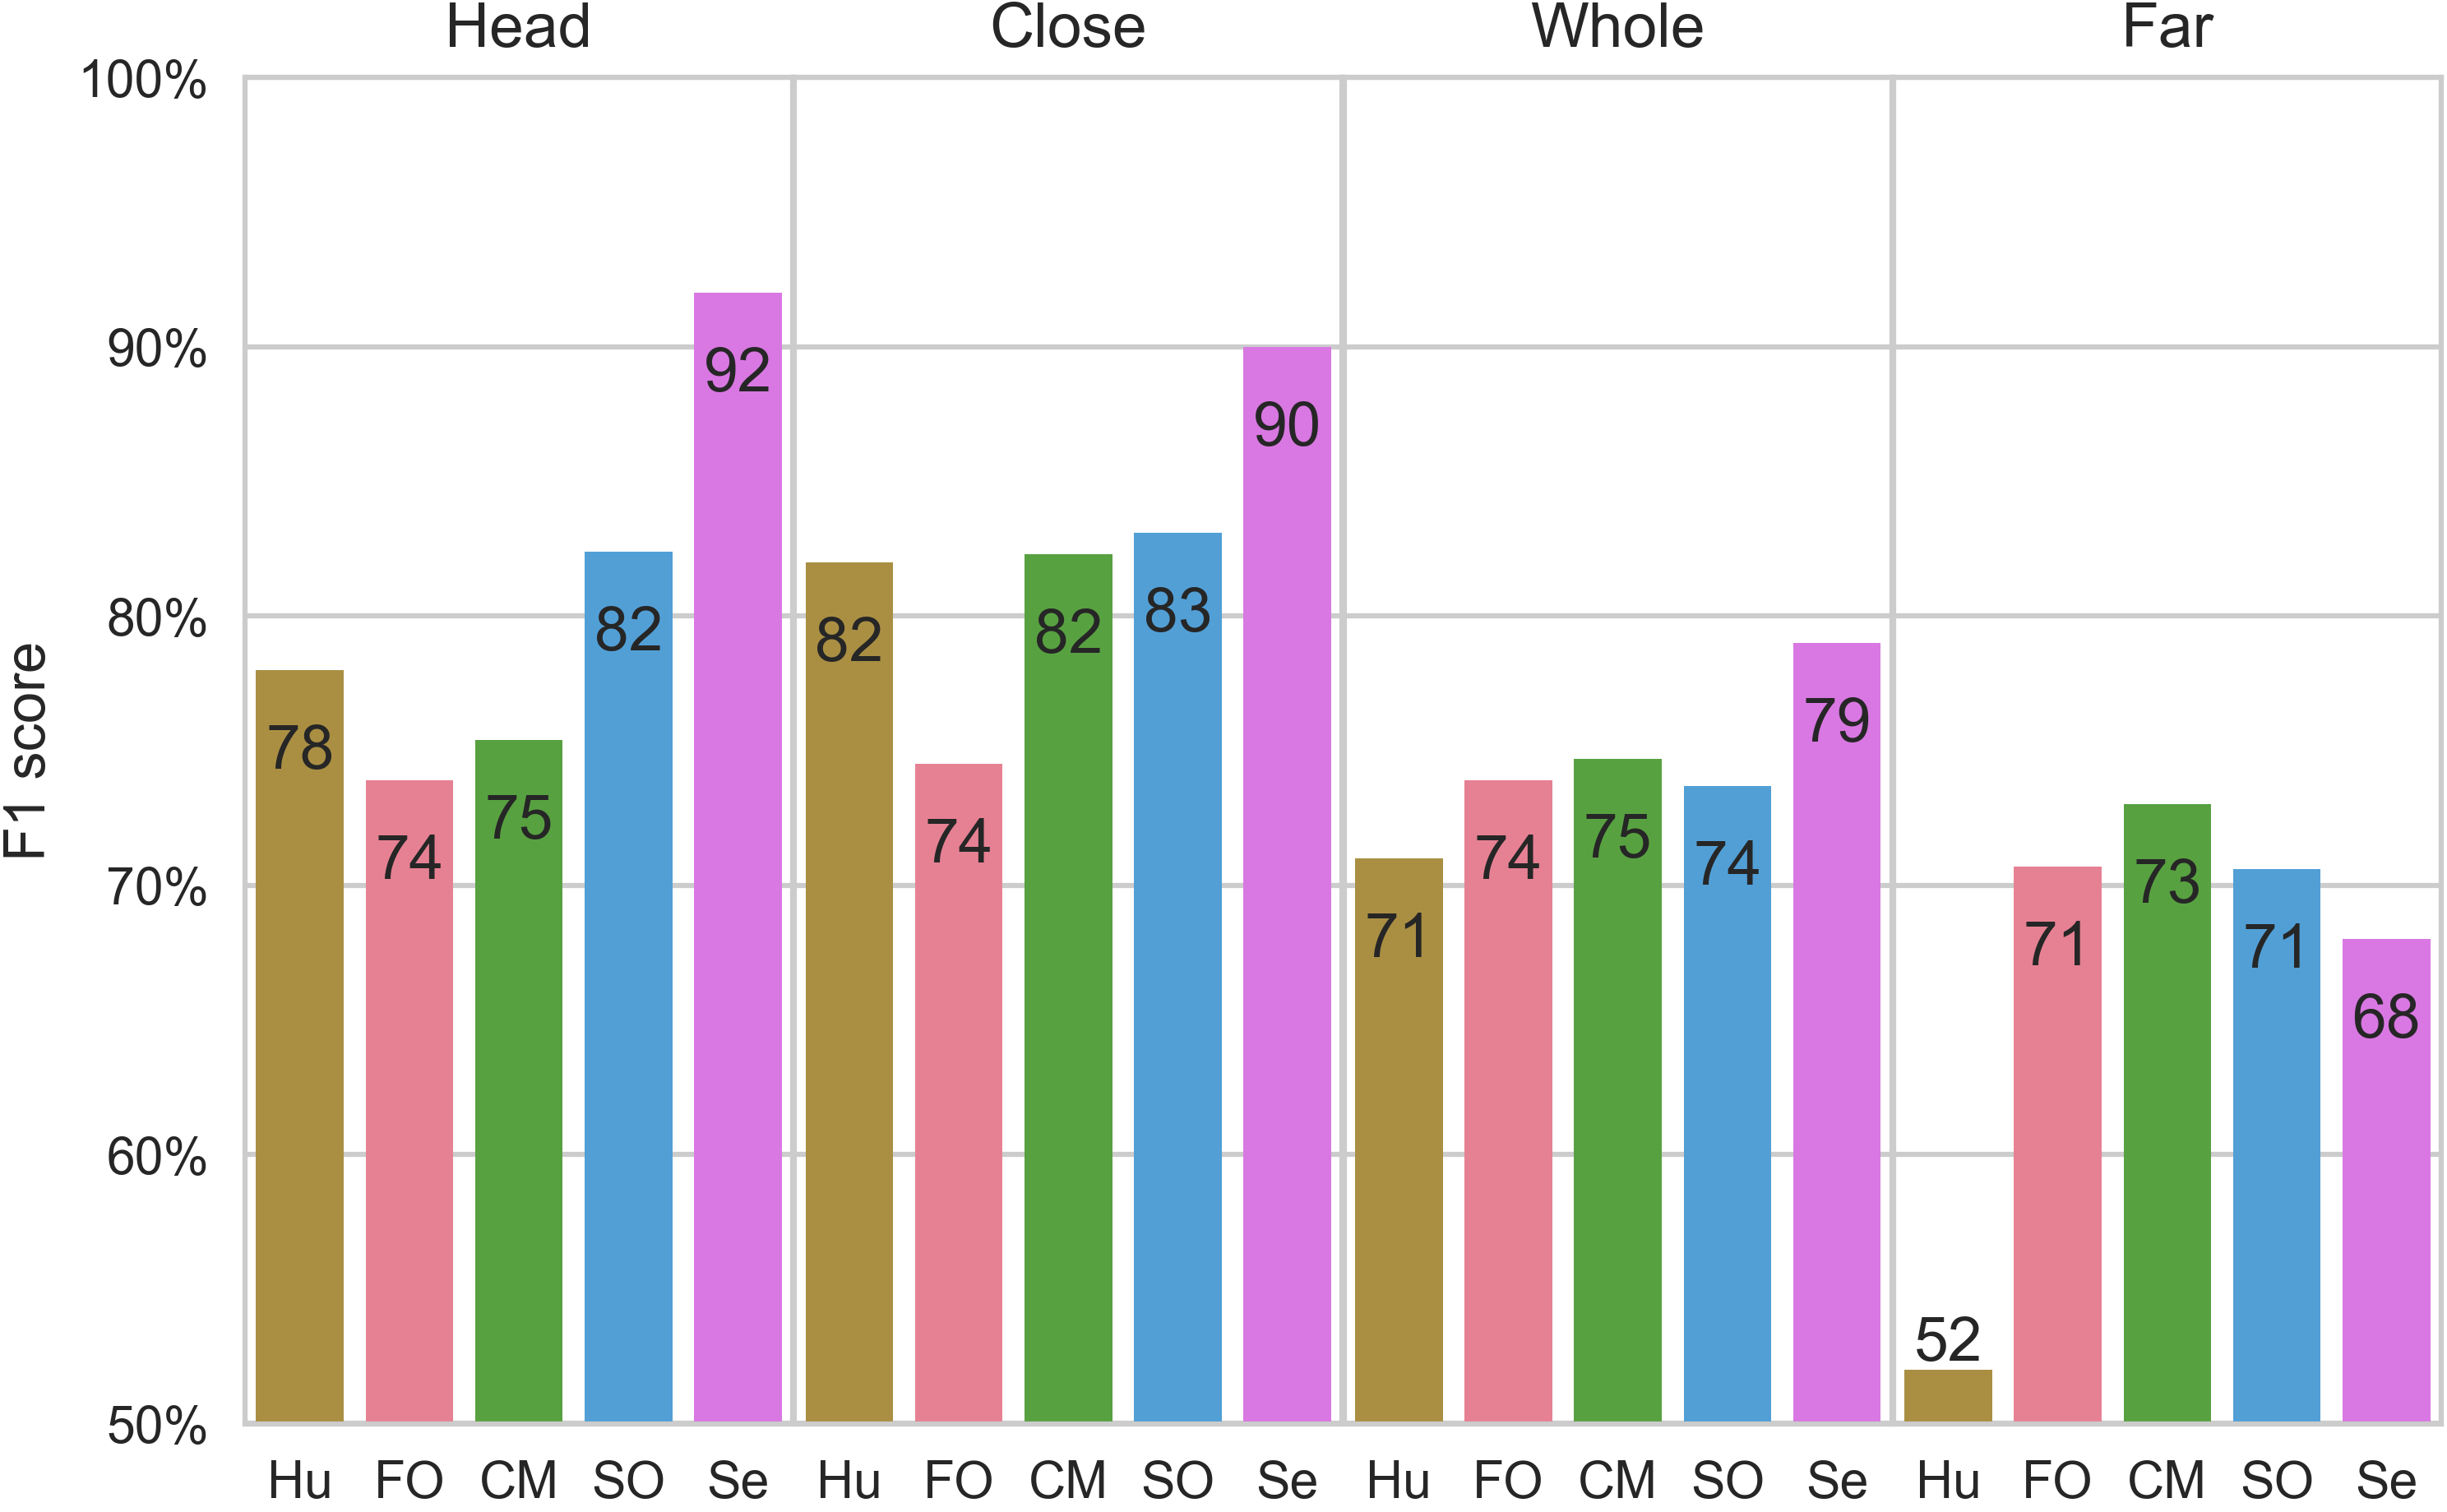 Head Close Whole Far
100%
90%
80%
70%
60%
50%
F1 score
78 74 75 82 92
82 74 82 83 90
71 74 75 74 79
52 71 73 71 68
Hu FO CM SO Se Hu FO CM SO Se Hu FO CM SO Se Hu FO CM SO Se